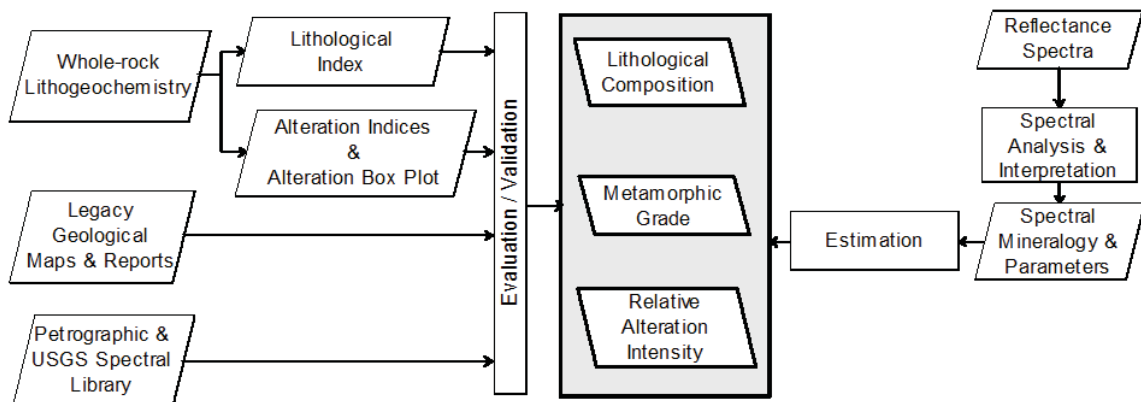 Whole-rock
Lithogeochemistry
Lithological
Index
Alteration Indices
&
Alteration Box Plot
Legacy
Geological
Maps & Reports
Petrographic &
USGS Spectral
Library
Evaluation / Validation
Lithological
Composition
Metamorphic
Grade
Relative
Alteration
Intensity
Estimation
Reflectance
Spectra
Spectral
Analysis &
Interpretation
Spectral
Mineralogy &
Parameters